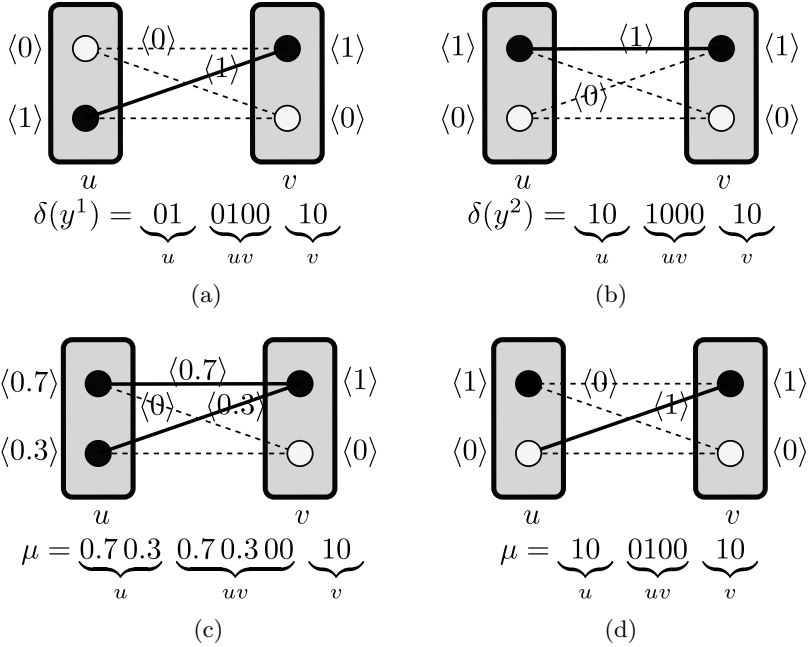 ⟨0⟩ ⟨0⟩ ⟨1⟩
⟨1⟩ ⟨1⟩ ⟨0⟩
u v
δ(y¹) = 01 0100 10
u uv v
(a)
⟨1⟩ ⟨1⟩ ⟨1⟩
⟨0⟩ ⟨0⟩ ⟨0⟩
u v
δ(y²) = 10 1000 10
u uv v
(b)
⟨0.7⟩ ⟨0.7⟩ ⟨1⟩
⟨0⟩ ⟨0.3⟩
⟨0.3⟩ ⟨0⟩
u v
μ = 0.7 0.3 0.7 0.3 00 10
u uv v
(c)
⟨1⟩ ⟨0⟩ ⟨1⟩
⟨1⟩
⟨0⟩ ⟨0⟩
u v
μ = 10 0100 10
u uv v
(d)